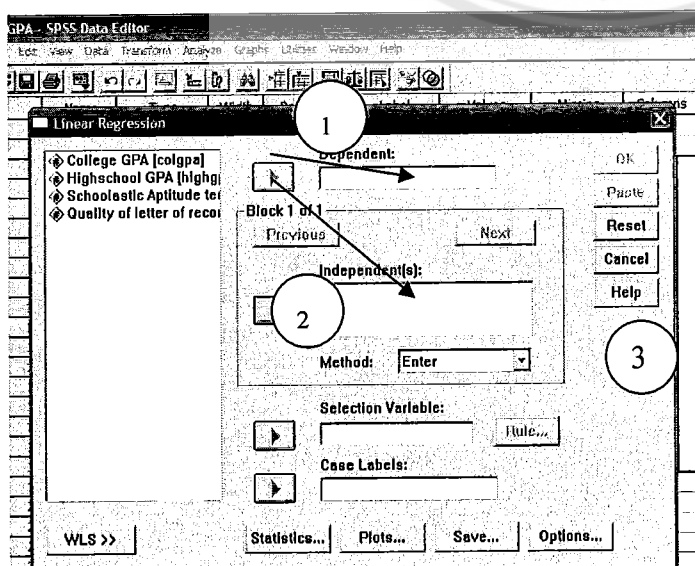 GPA - SPSS Data Editor
Edit View Data Transform Analyze Graphs Utilities Window Help
1
Linear Regression
College GPA [colgpa]
Highschool GPA [highg
Schoolastic Aptitude te
Quality of letter of reco
Dependent:
Block 1 of 1
Previous
Next
Independent(s):
2
Method: Enter
Selection Variable:
Rule...
Case Labels:
OK
Paste
Reset
Cancel
Help
3
WLS >>
Statistics...
Plots...
Save...
Options...